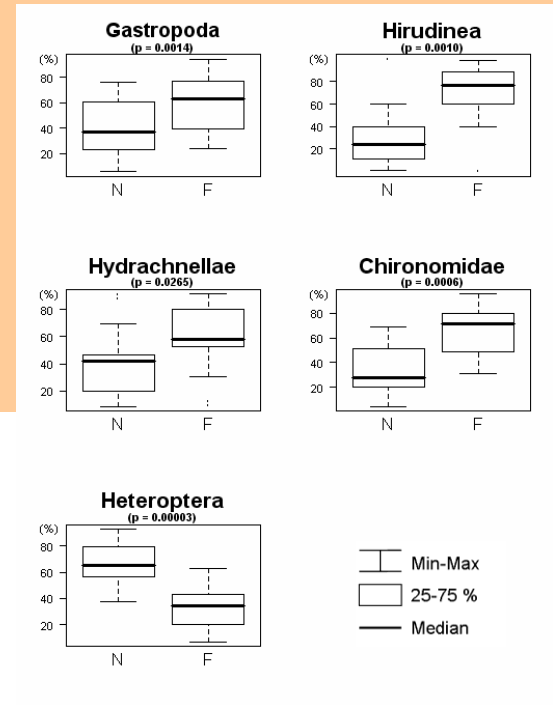 Gastropoda
(p = 0.0014)
(%)
80
60
40
20
N F
Hirudinea
(p = 0.0010)
(%)
80
60
40
20
N F
Hydrachnellae
(p = 0.0265)
(%)
80
60
40
20
N F
Chironomidae
(p = 0.0006)
(%)
80
60
40
20
N F
Heteroptera
(p = 0.00003)
(%)
80
60
40
20
N F
Min-Max
25-75 %
Median